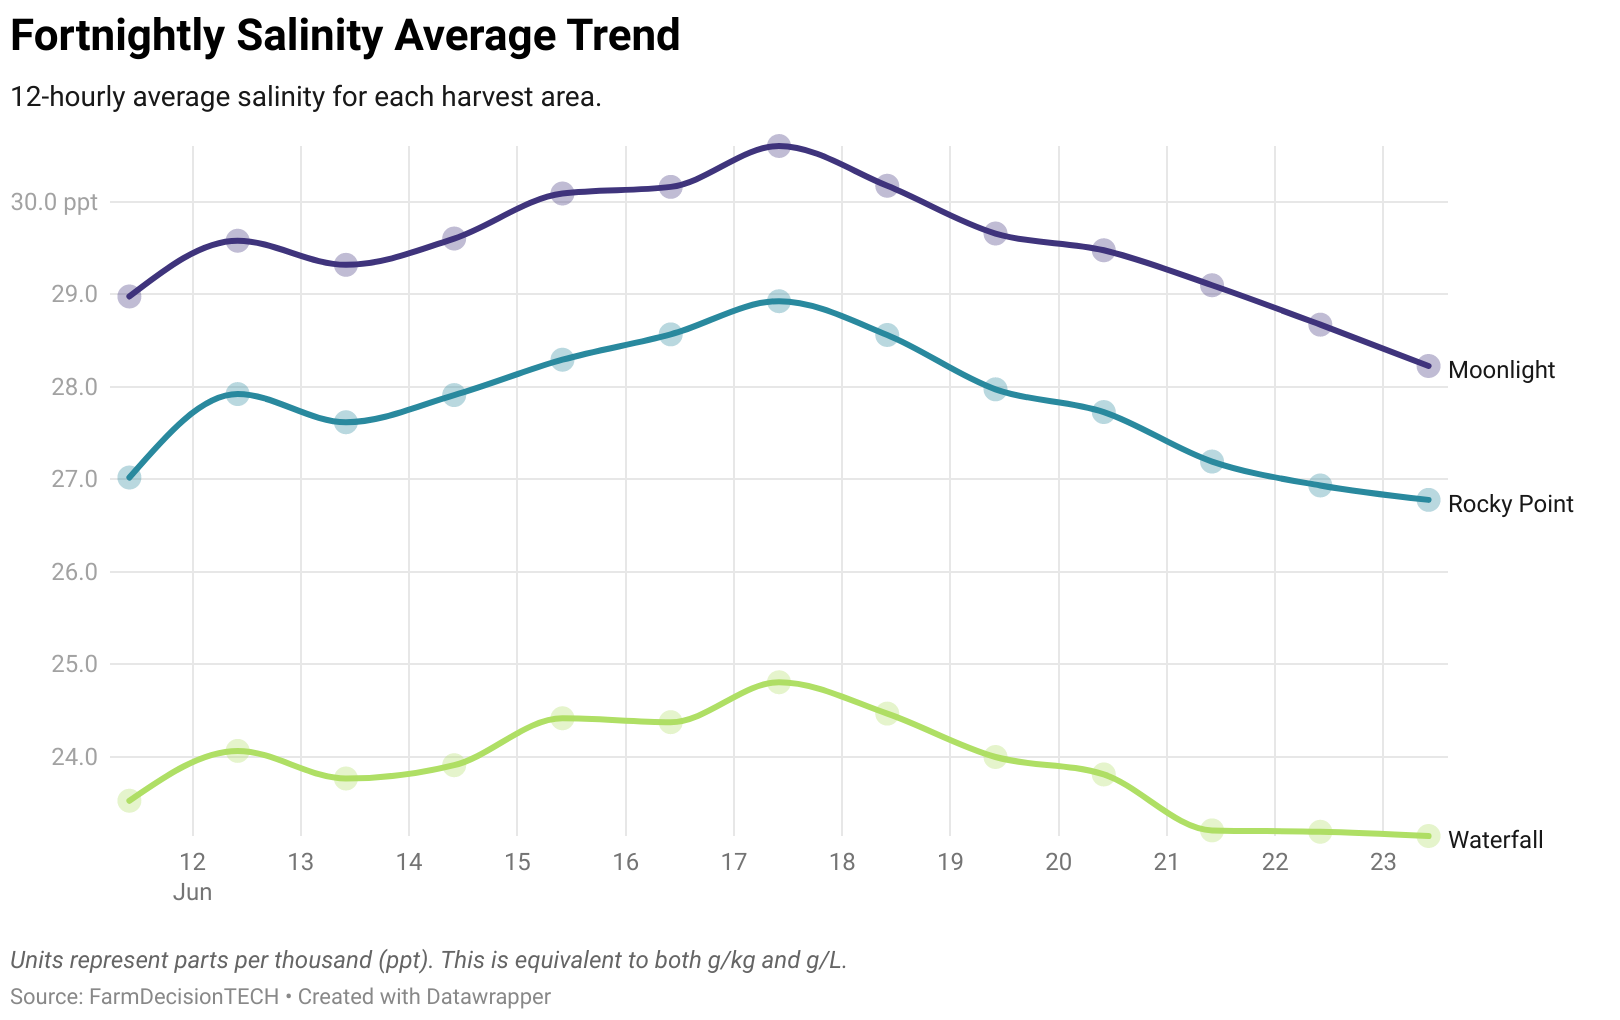 Fortnightly Salinity Average Trend
12-hourly average salinity for each harvest area.
30.0 ppt
29.0
28.0
27.0
26.0
25.0
24.0
Moonlight
Rocky Point
Waterfall
12 13 14 15 16 17 18 19 20 21 22 23
Jun
Units represent parts per thousand (ppt). This is equivalent to both g/kg and g/L.
Source: FarmDecisionTECH • Created with Datawrapper